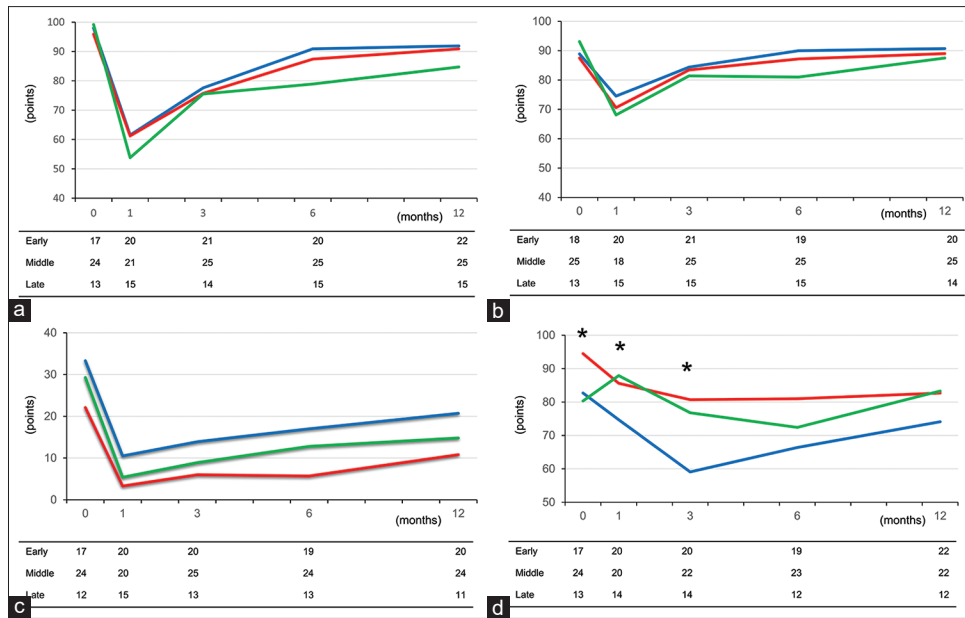 100
90
80
70
60
50
40
(points)
0 1 3 6 (months) 12
Early 17 20 21 20 22
Middle 24 21 25 25 25
Late 13 15 14 15 15
a
100
90
80
70
60
50
40
(points)
0 1 3 6 (months) 12
Early 18 20 21 19 20
Middle 25 18 25 25 25
Late 13 15 15 15 14
b
40
30
20
10
0
(points)
0 1 3 6 (months) 12
Early 17 20 20 19 20
Middle 24 20 25 24 24
Late 12 15 13 13 11
c
100
90
80
70
60
50
(points)
* * *
0 1 3 6 (months) 12
Early 17 20 20 19 22
Middle 24 20 22 23 22
Late 13 14 14 12 12
d